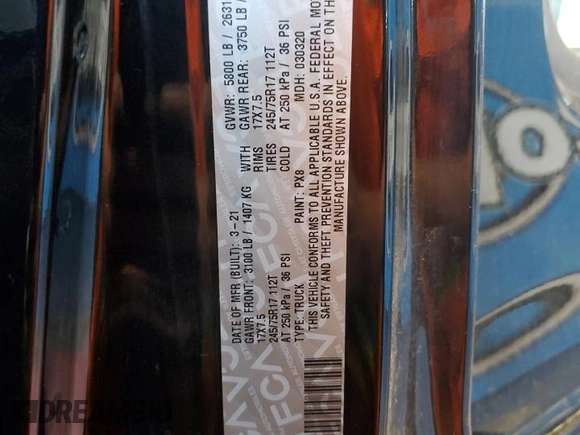 DATE OF MFR (BUILT): 3-21 GVWR: 5800 LB / 2631
GAWR FRONT: 3100 LB / 1407 KG WITH GAWR REAR: 3750 LB /
17X7.5 RIMS 17X7.5
245/75R17 112T TIRES 245/75R17 112T
AT 250 kPa / 36 PSI COLD AT 250 kPa / 36 PSI
TYPE: TRUCK PAINT: PX8 MDH: 030320
THIS VEHICLE CONFORMS TO ALL APPLICABLE U.S.A. FEDERAL MO
SAFETY AND THEFT PREVENTION STANDARDS IN EFFECT ON THE
MANUFACTURE SHOWN ABOVE.
DREAMBID